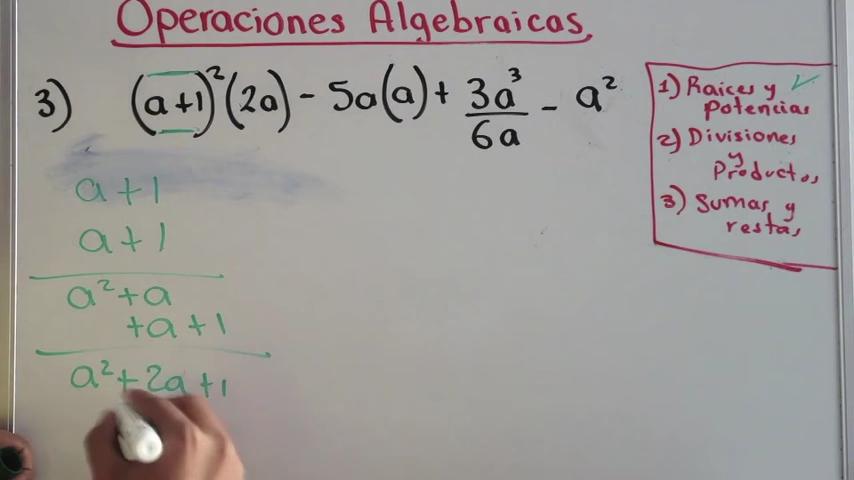 Operaciones Algebraicas
3) (a+1)²(2a) - 5a(a) + 3a³/6a - a²
1) Raices y ✓
potencias
2) Divisiones
y
Productos
3) Sumas y
restas
a+1
a+1
a²+a
+a+1
a²+2a+1